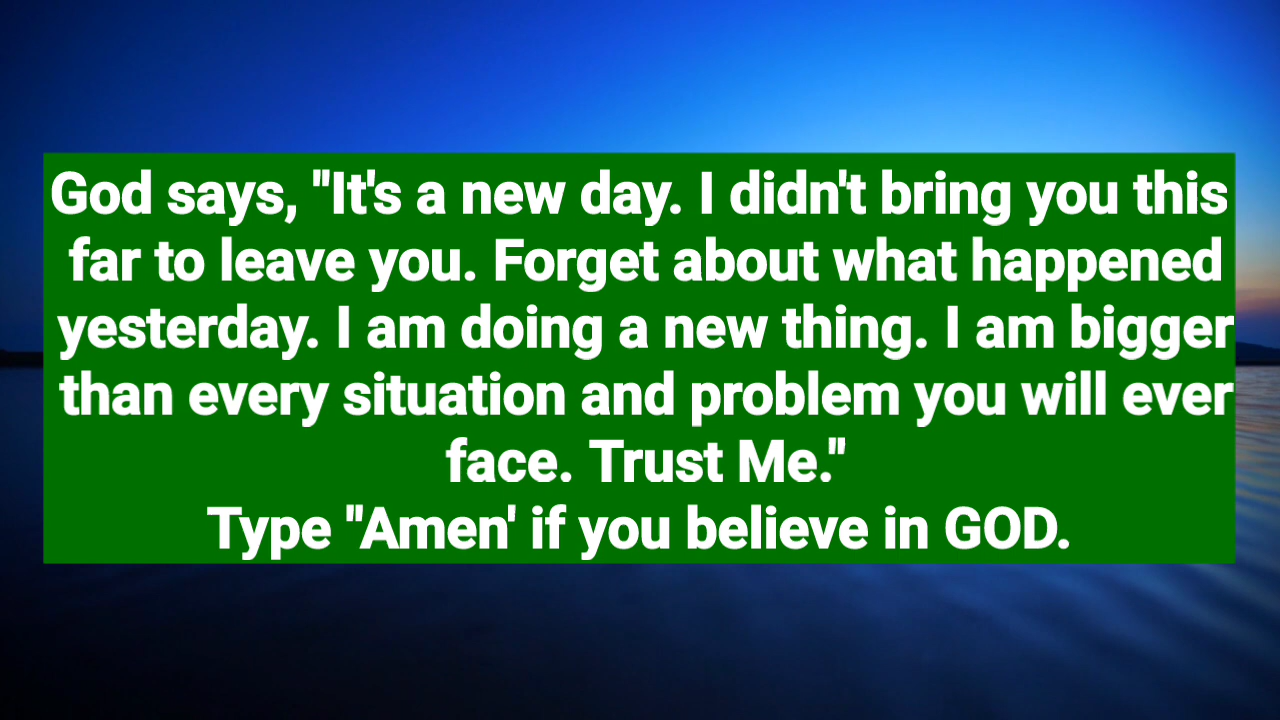 God says, "It's a new day. I didn't bring you this
far to leave you. Forget about what happened
yesterday. I am doing a new thing. I am bigger
than every situation and problem you will ever
face. Trust Me."
Type "Amen' if you believe in GOD.